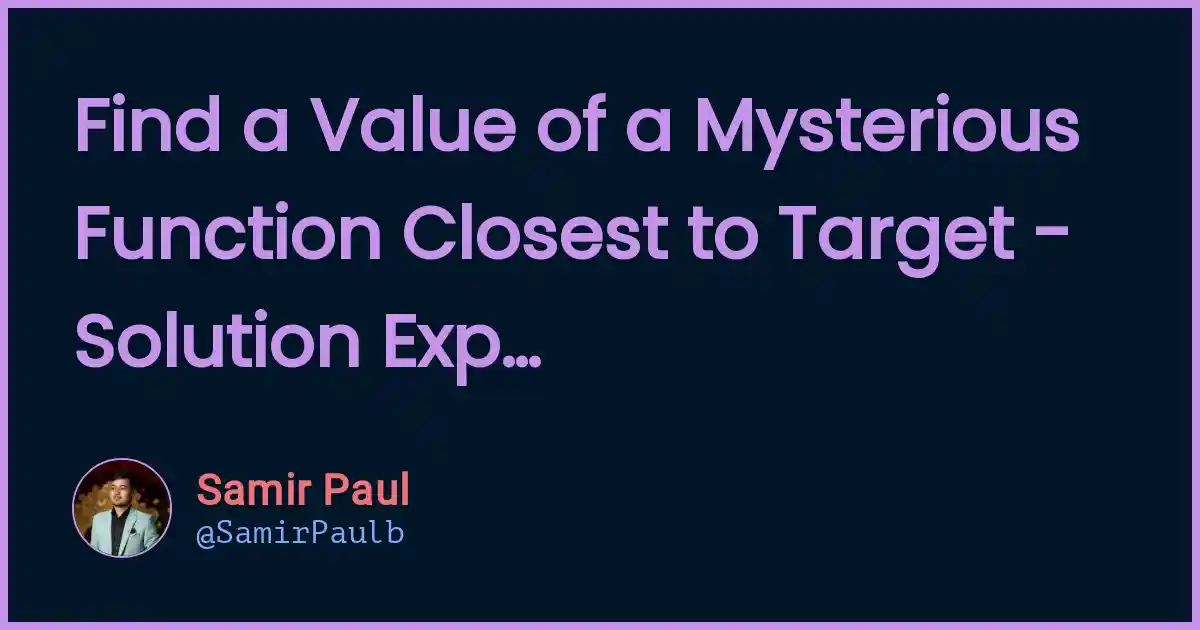 Find a Value of a Mysterious
Function Closest to Target -
Solution Exp...
Samir Paul
@SamirPaulb